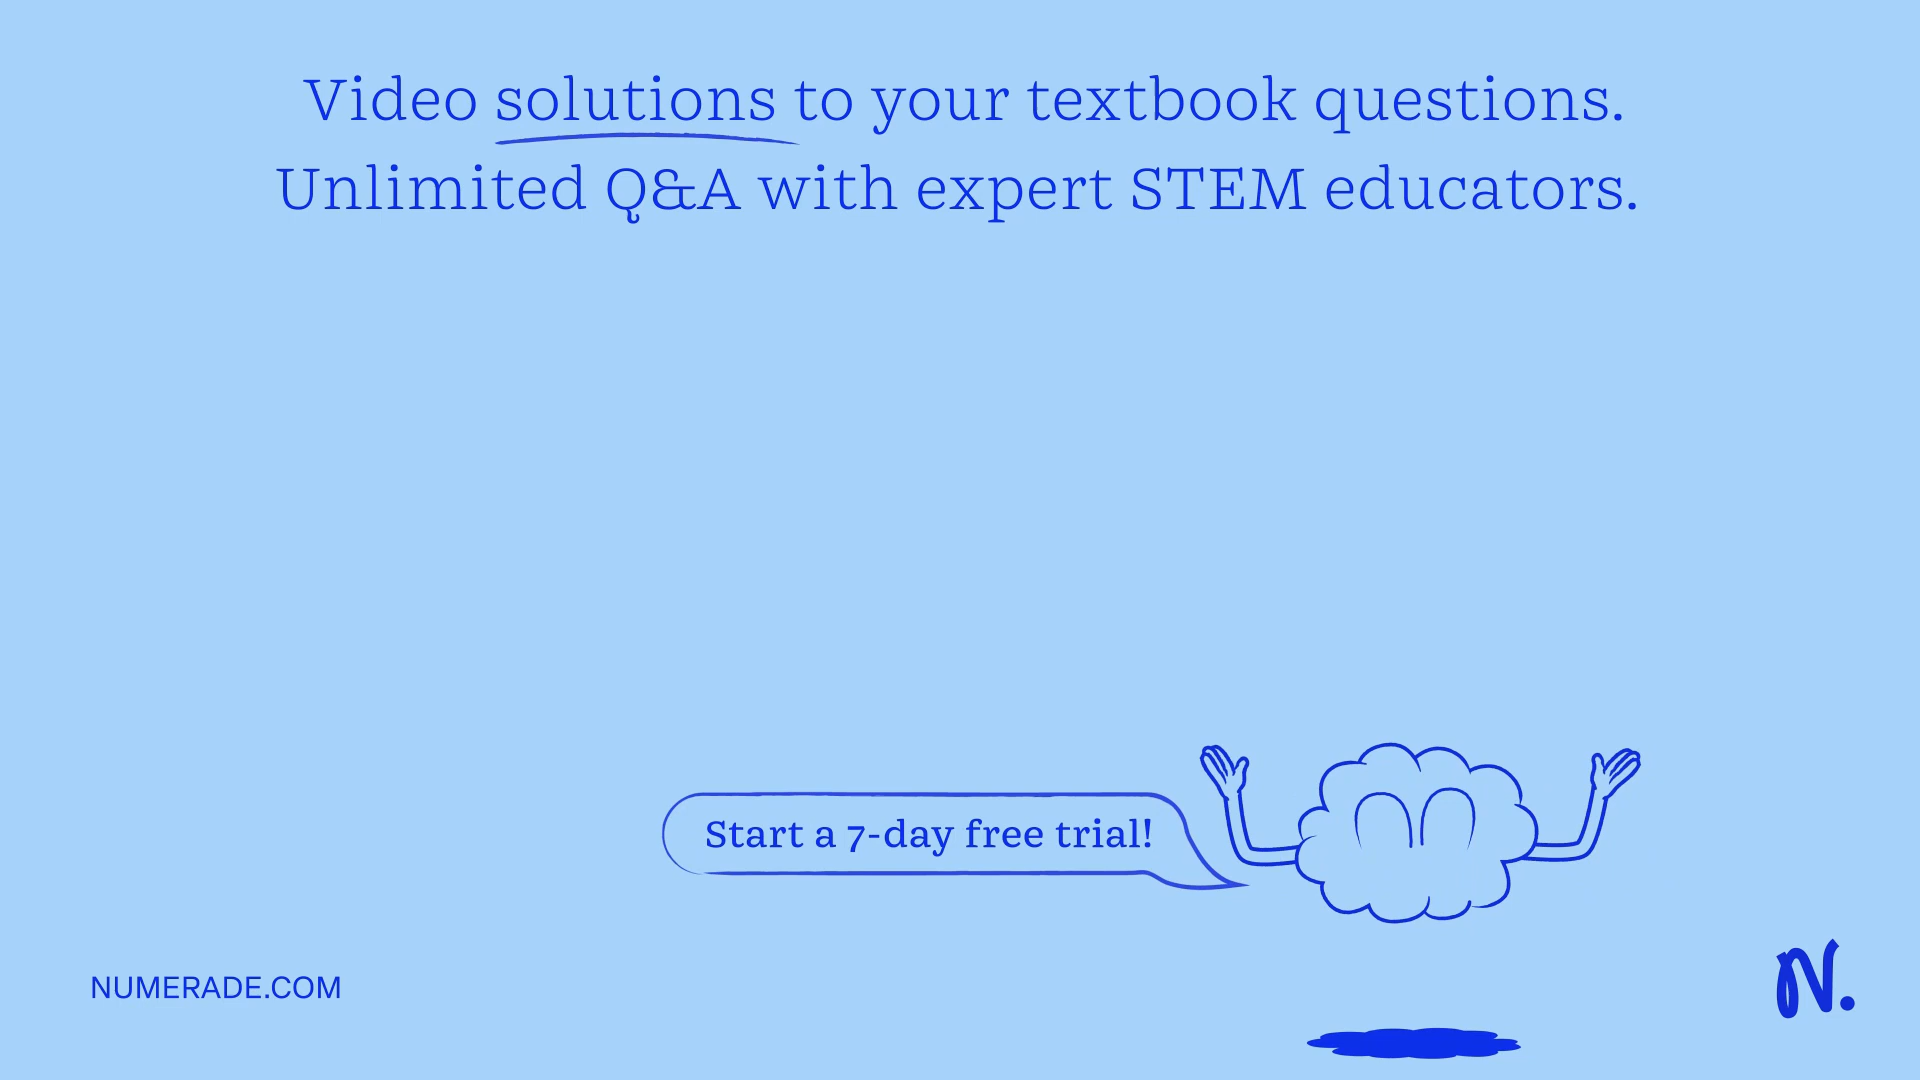 Video solutions to your textbook questions.
Unlimited Q&A with expert STEM educators.
Start a 7-day free trial!
NUMERADE.COM
N.